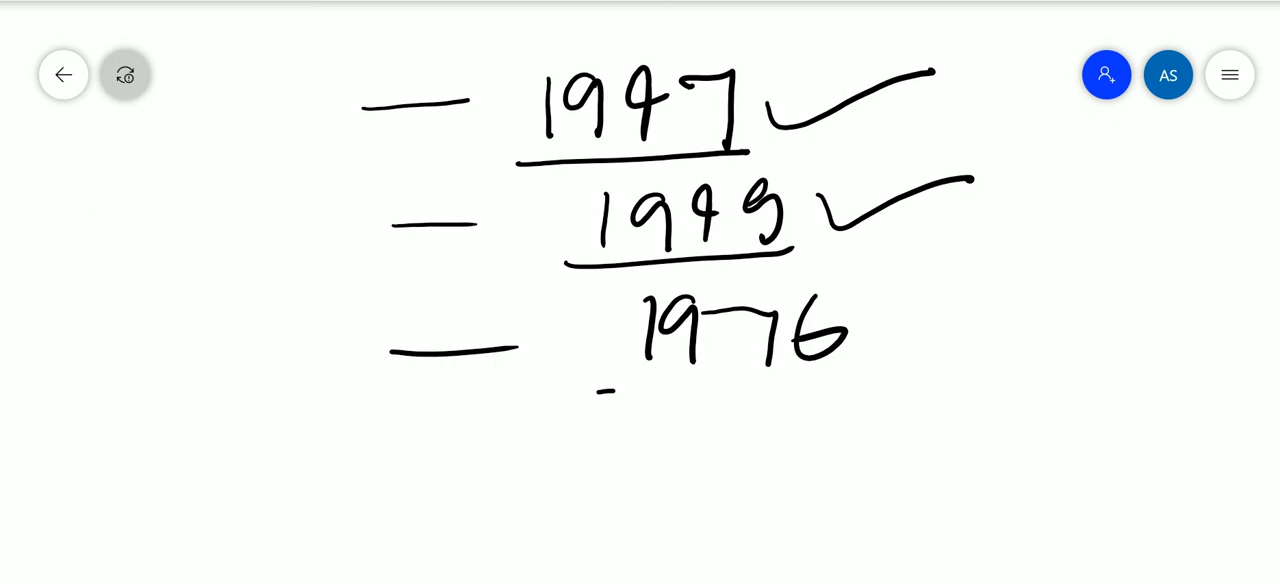 AS
— 1947 ✓
— 1949 ✓
— 1976
-